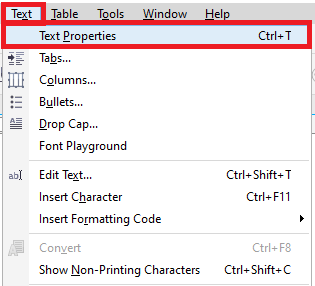 Text Table Tools Window Help
Text Properties Ctrl+T
Tabs...
Columns...
Bullets...
Drop Cap...
Font Playground
ab Edit Text... Ctrl+Shift+T
Insert Character Ctrl+F11
Insert Formatting Code
Convert Ctrl+F8
Show Non-Printing Characters Ctrl+Shift+C